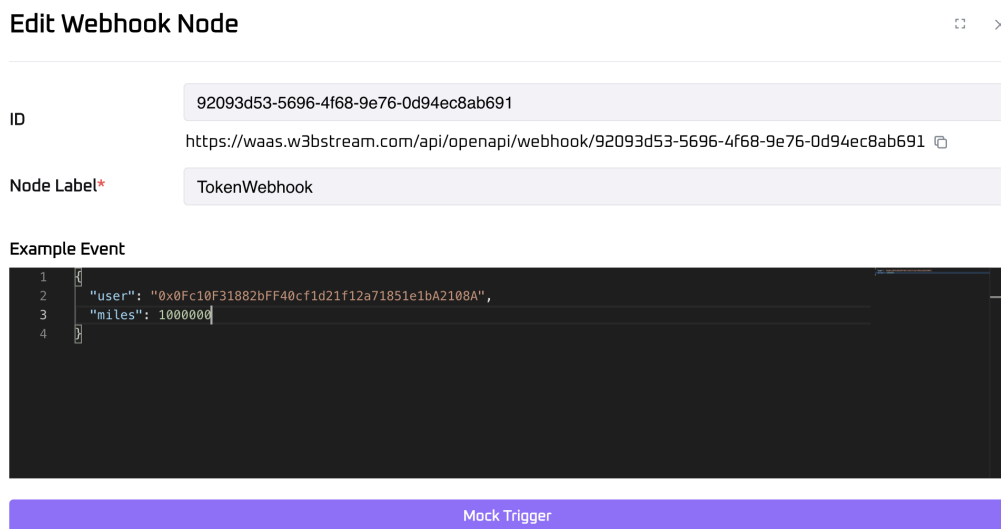 Edit Webhook Node
ID
92093d53-5696-4f68-9e76-0d94ec8ab691
https://waas.w3bstream.com/api/openapi/webhook/92093d53-5696-4f68-9e76-0d94ec8ab691
Node Label*
TokenWebhook
Example Event
1 {
2 "user": "0x0Fc10F31882bFF40cf1d21f12a71851e1bA2108A",
3 "miles": 1000000
4 }
Mock Trigger